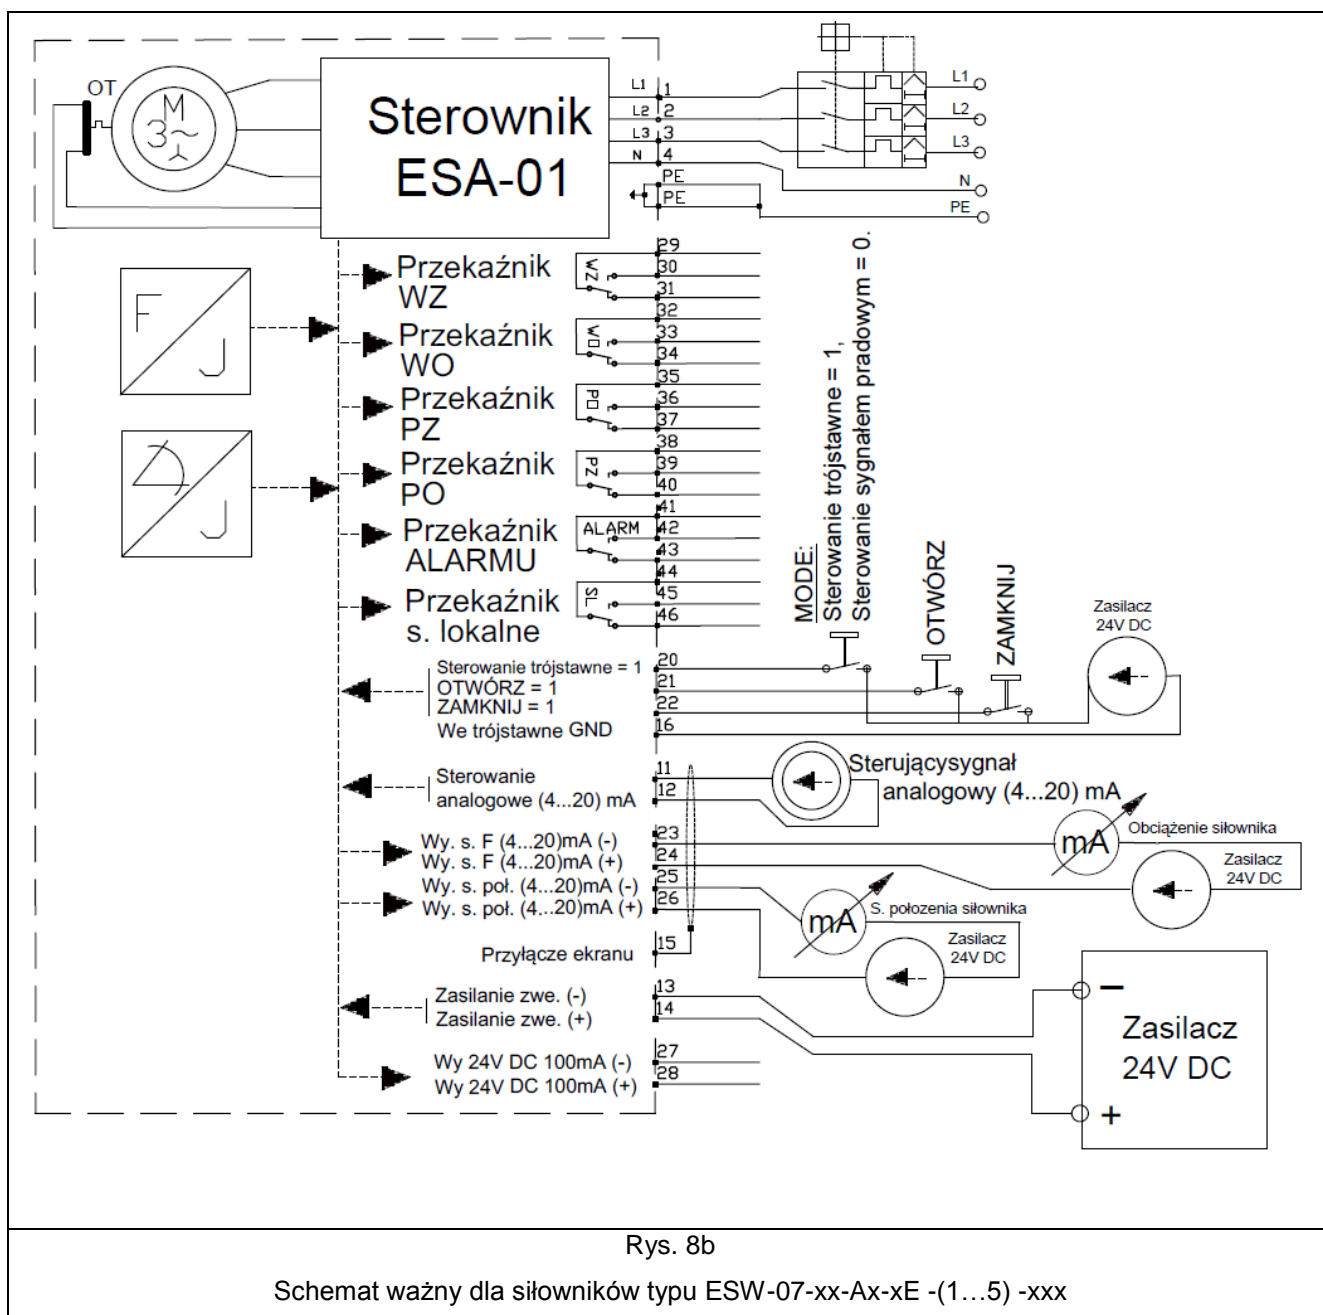 OT
M
3~
Sterownik
ESA-01
L1 1
L2 2
L3 3
N 4
PE
PE
L1
L2
L3
N
PE
F
J
J
Przekaźnik
WZ
WZ
29
30
31
Przekaźnik
WO
WO
32
33
34
Przekaźnik
PZ
PO
35
36
37
Przekaźnik
PO
PZ
38
39
40
Przekaźnik
ALARMU
ALARM
41
42
43
Przekaźnik
s. lokalne
SL
44
45
46
MODE:
Sterowanie trójstawne = 1,
Sterowanie sygnałem pradowym = 0.
OTWÓRZ
ZAMKNIJ
Zasilacz
24V DC
Sterowanie trójstawne = 1
OTWÓRZ = 1
ZAMKNIJ = 1
We trójstawne GND
20
21
22
16
Sterowanie
analogowe (4...20) mA
11
12
Sterującysygnał
analogowy (4...20) mA
Wy. s. F (4...20)mA (-)
Wy. s. F (4...20)mA (+)
Wy. s. poł. (4...20)mA (-)
Wy. s. poł. (4...20)mA (+)
23
24
25
26
mA
Obciążenie siłownika
Zasilacz
24V DC
mA
S. połozenia siłownika
Zasilacz
24V DC
Przyłącze ekranu
15
Zasilanie zwe. (-)
Zasilanie zwe. (+)
13
14
−
Zasilacz
24V DC
+
Wy 24V DC 100mA (-)
Wy 24V DC 100mA (+)
27
28
Rys. 8b
Schemat ważny dla siłowników typu ESW-07-xx-Ax-xE -(1…5) -xxx